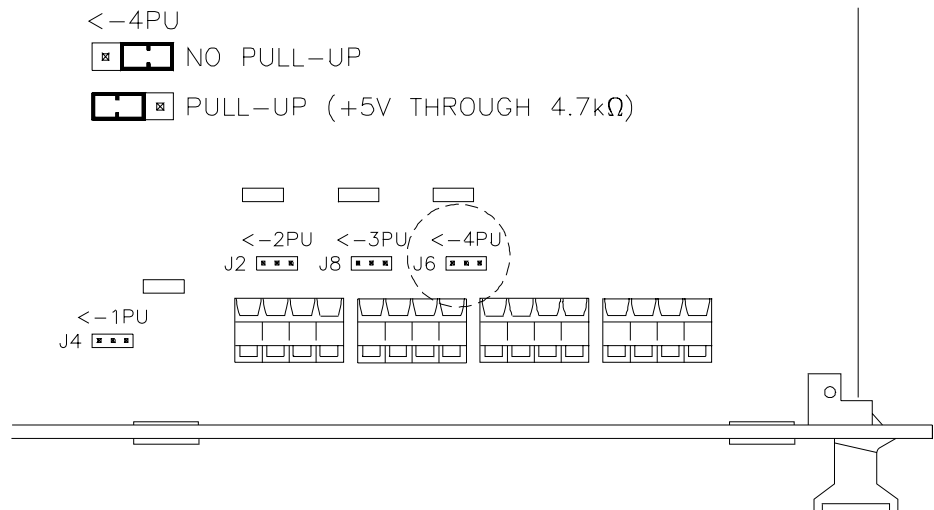 <-4PU
NO PULL-UP
PULL-UP (+5V THROUGH 4.7kΩ)
<-2PU <-3PU <-4PU
J2 J8 J6
<-1PU
J4